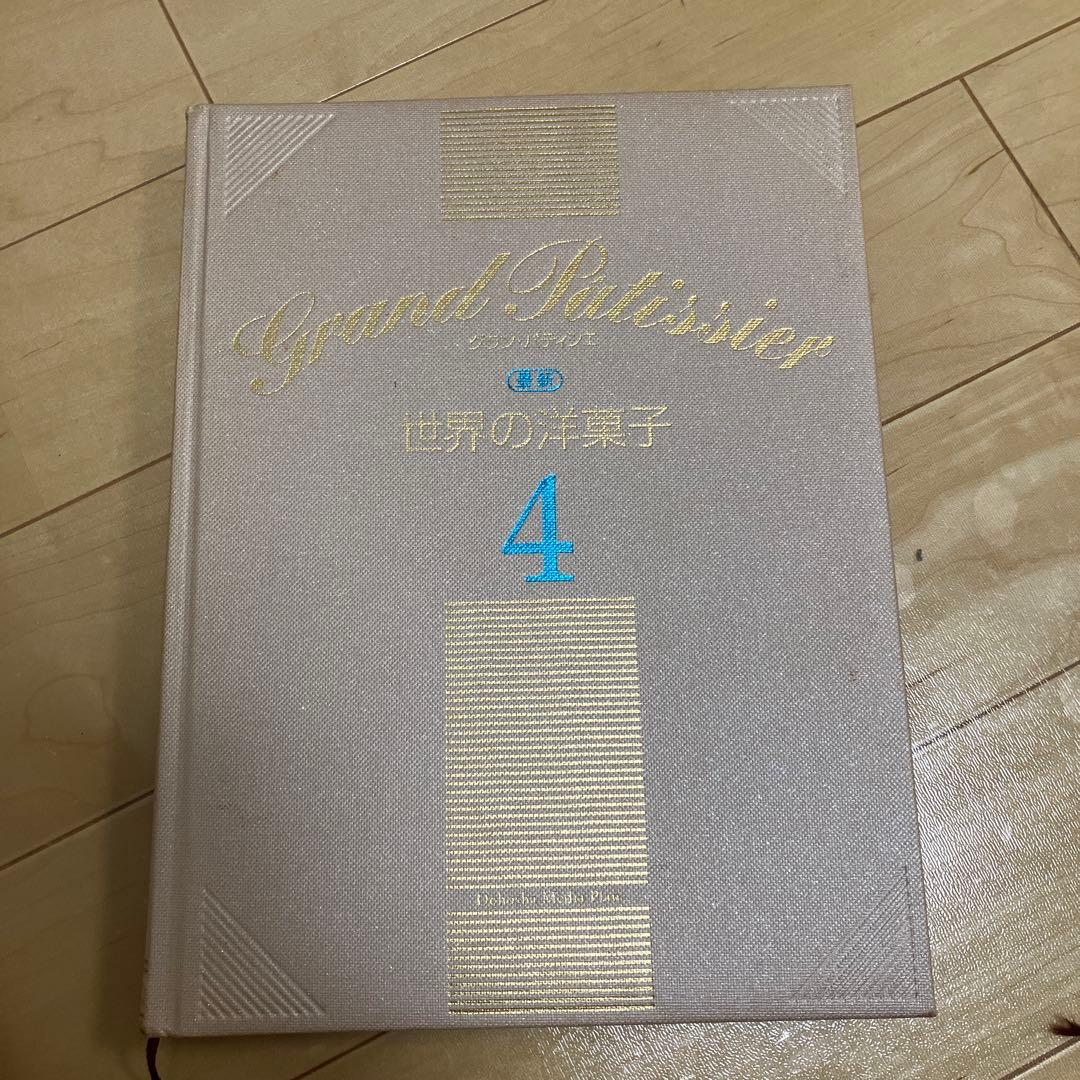 Grand Patissier
グラン・パティシエ
最新
世界の洋菓子
4
Dohosha Media Plan